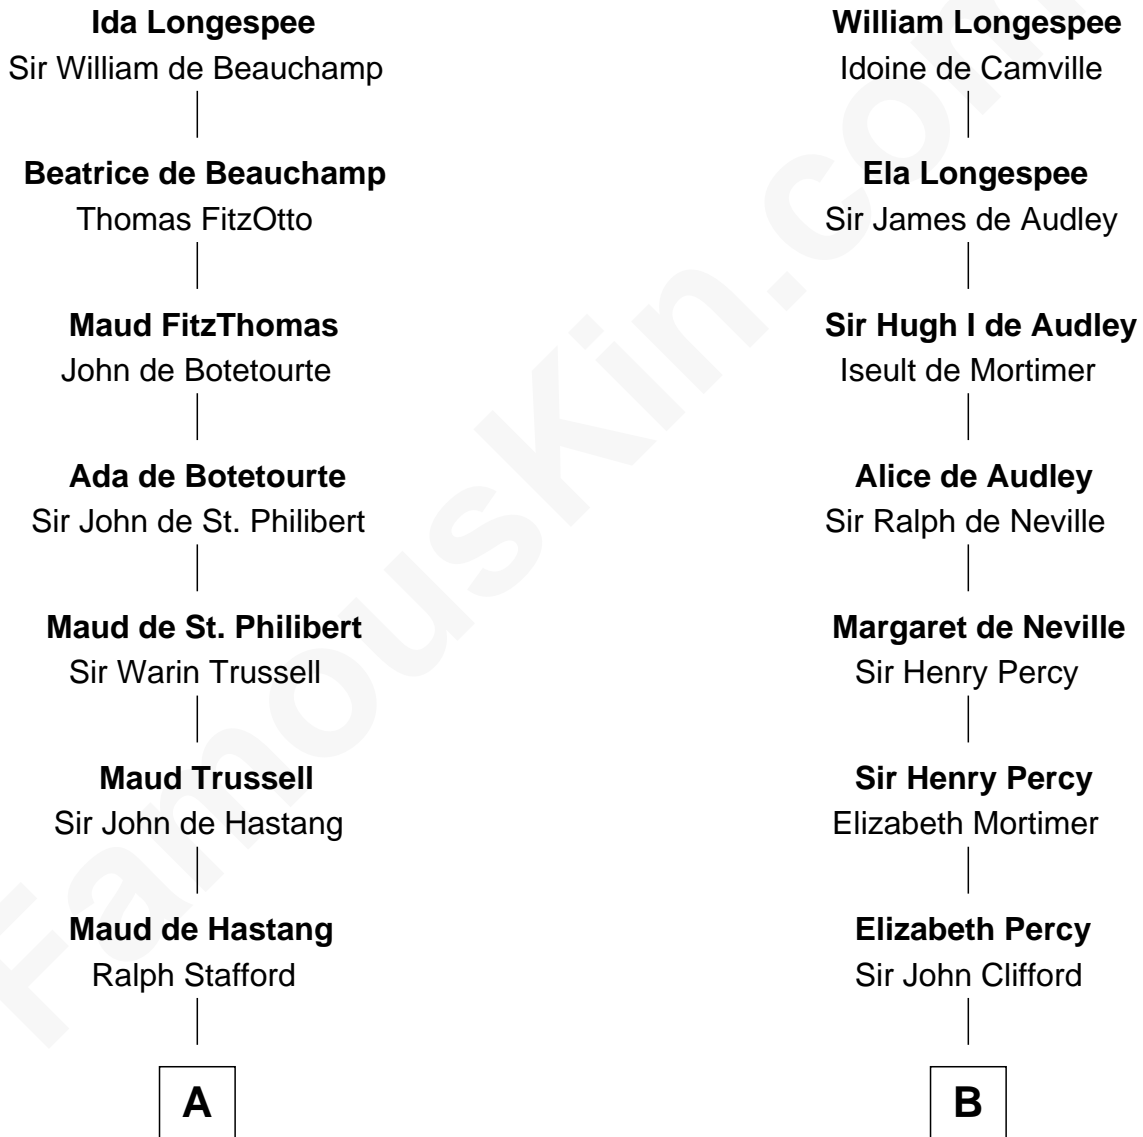 Ida Longespee
Sir William de Beauchamp
Beatrice de Beauchamp
Thomas FitzOtto
Maud FitzThomas
John de Botetourte
Ada de Botetourte
Sir John de St. Philibert
Maud de St. Philibert
Sir Warin Trussell
Maud Trussell
Sir John de Hastang
Maud de Hastang
Ralph Stafford
A
William Longespee
Idoine de Camville
Ela Longespee
Sir James de Audley
Sir Hugh I de Audley
Iseult de Mortimer
Alice de Audley
Sir Ralph de Neville
Margaret de Neville
Sir Henry Percy
Sir Henry Percy
Elizabeth Mortimer
Elizabeth Percy
Sir John Clifford
B
FamousKin.com